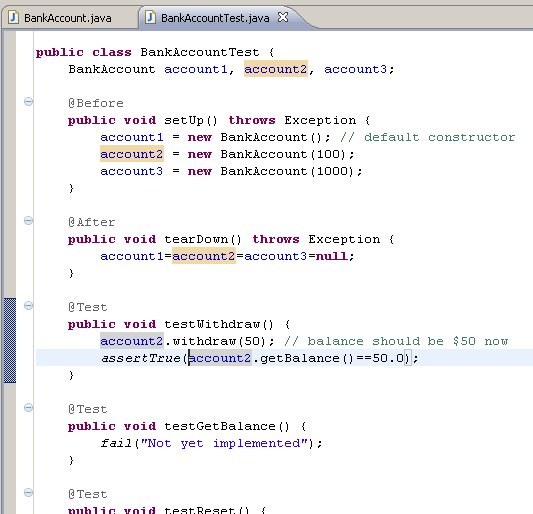 BankAccount.java BankAccountTest.java
public class BankAccountTest {
BankAccount account1, account2, account3;
@Before
public void setUp() throws Exception {
account1 = new BankAccount(); // default constructor
account2 = new BankAccount(100);
account3 = new BankAccount(1000);
}
@After
public void tearDown() throws Exception {
account1=account2=account3=null;
}
@Test
public void testWithdraw() {
account2.withdraw(50); // balance should be $50 now
assertTrue(account2.getBalance()==50.0);
}
@Test
public void testGetBalance() {
fail("Not yet implemented");
}
@Test
public void testReset() {